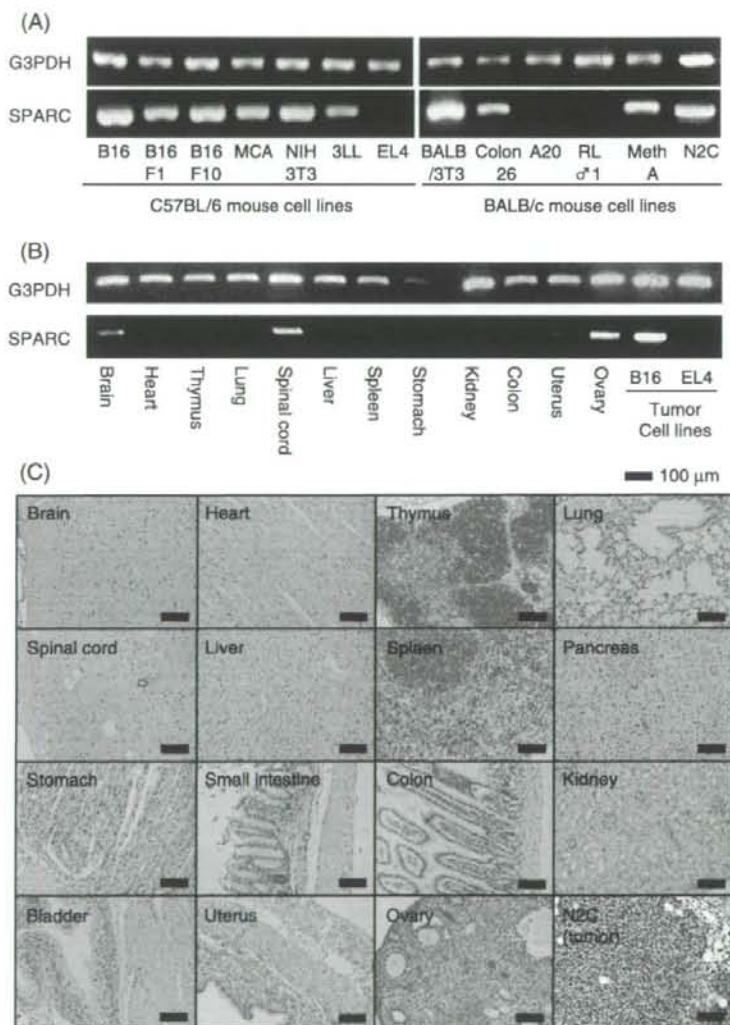 (A)
G3PDH
SPARC
B16 B16 B16 MCA NIH 3LL EL4 BALB Colon A20 RL Meth N2C
F1 F10 3T3 /3T3 26 ♂1 A
C57BL/6 mouse cell lines BALB/c mouse cell lines
(B)
G3PDH
SPARC
Brain Heart Thymus Lung Spinal cord Liver Spleen Stomach Kidney Colon Uterus Ovary B16 EL4
Tumor
Cell lines
(C)
100 μm
Brain Heart Thymus Lung
Spinal cord Liver Spleen Pancreas
Stomach Small intestine Colon Kidney
Bladder Uterus Ovary N2C
(tumor)